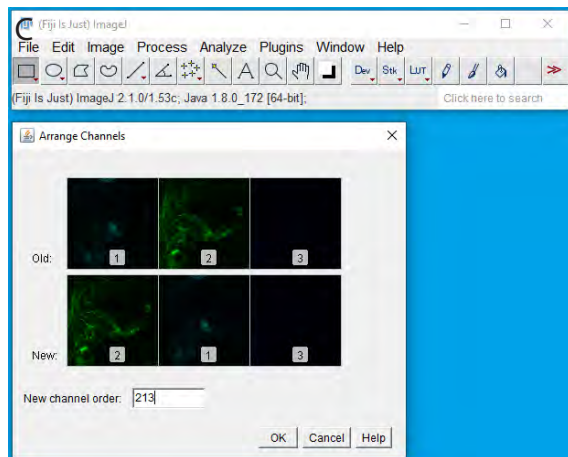 C
(Fiji Is Just) ImageJ
File Edit Image Process Analyze Plugins Window Help
A Dev Stk LUT >>
(Fiji Is Just) ImageJ 2.1.0/1.53c; Java 1.8.0_172 [64-bit]; Click here to search
Arrange Channels
Old: 1 2 3
New: 2 1 3
New channel order: 213
OK Cancel Help